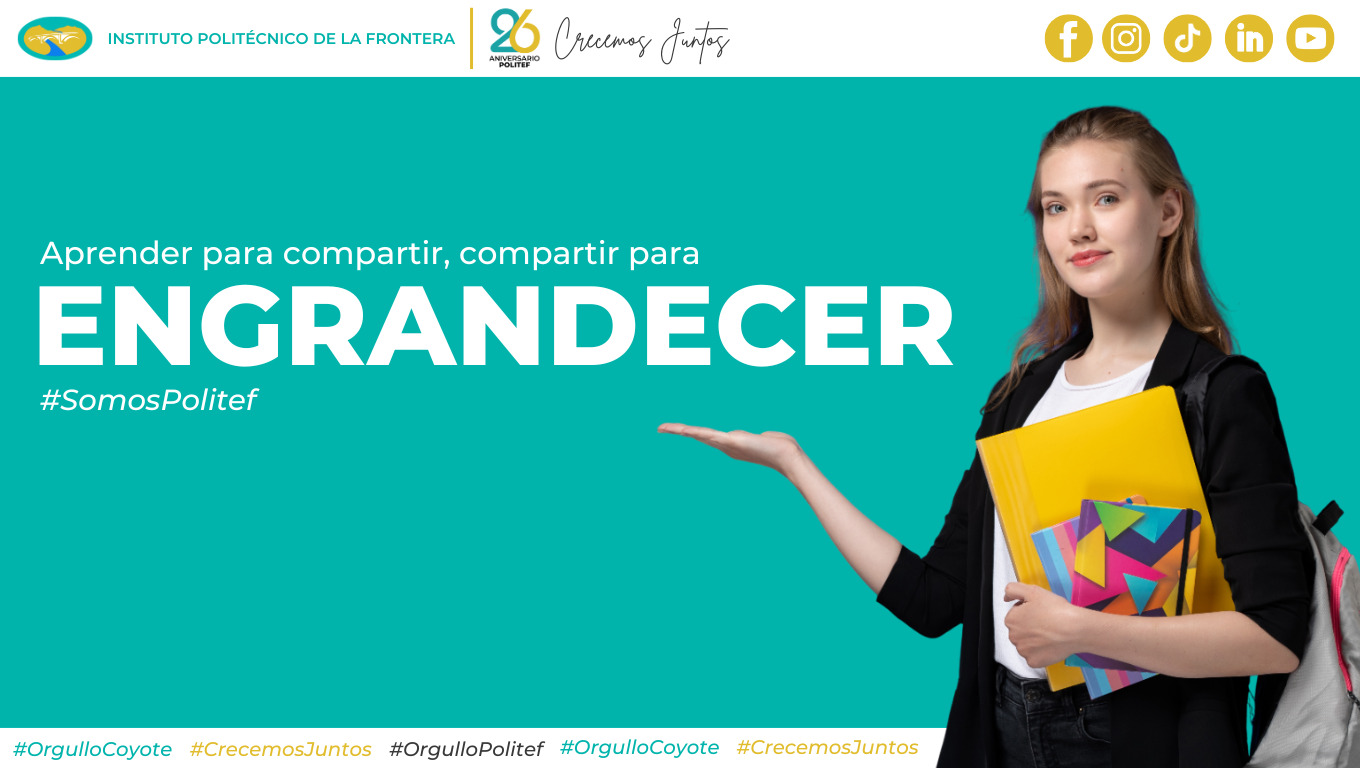 INSTITUTO POLITÉCNICO DE LA FRONTERA
26
ANIVERSARIO
POLITEF
Crecemos Juntos
Aprender para compartir, compartir para
ENGRANDECER
#SomosPolitef
#OrgulloCoyote #CrecemosJuntos #OrgulloPolitef #OrgulloCoyote #CrecemosJuntos